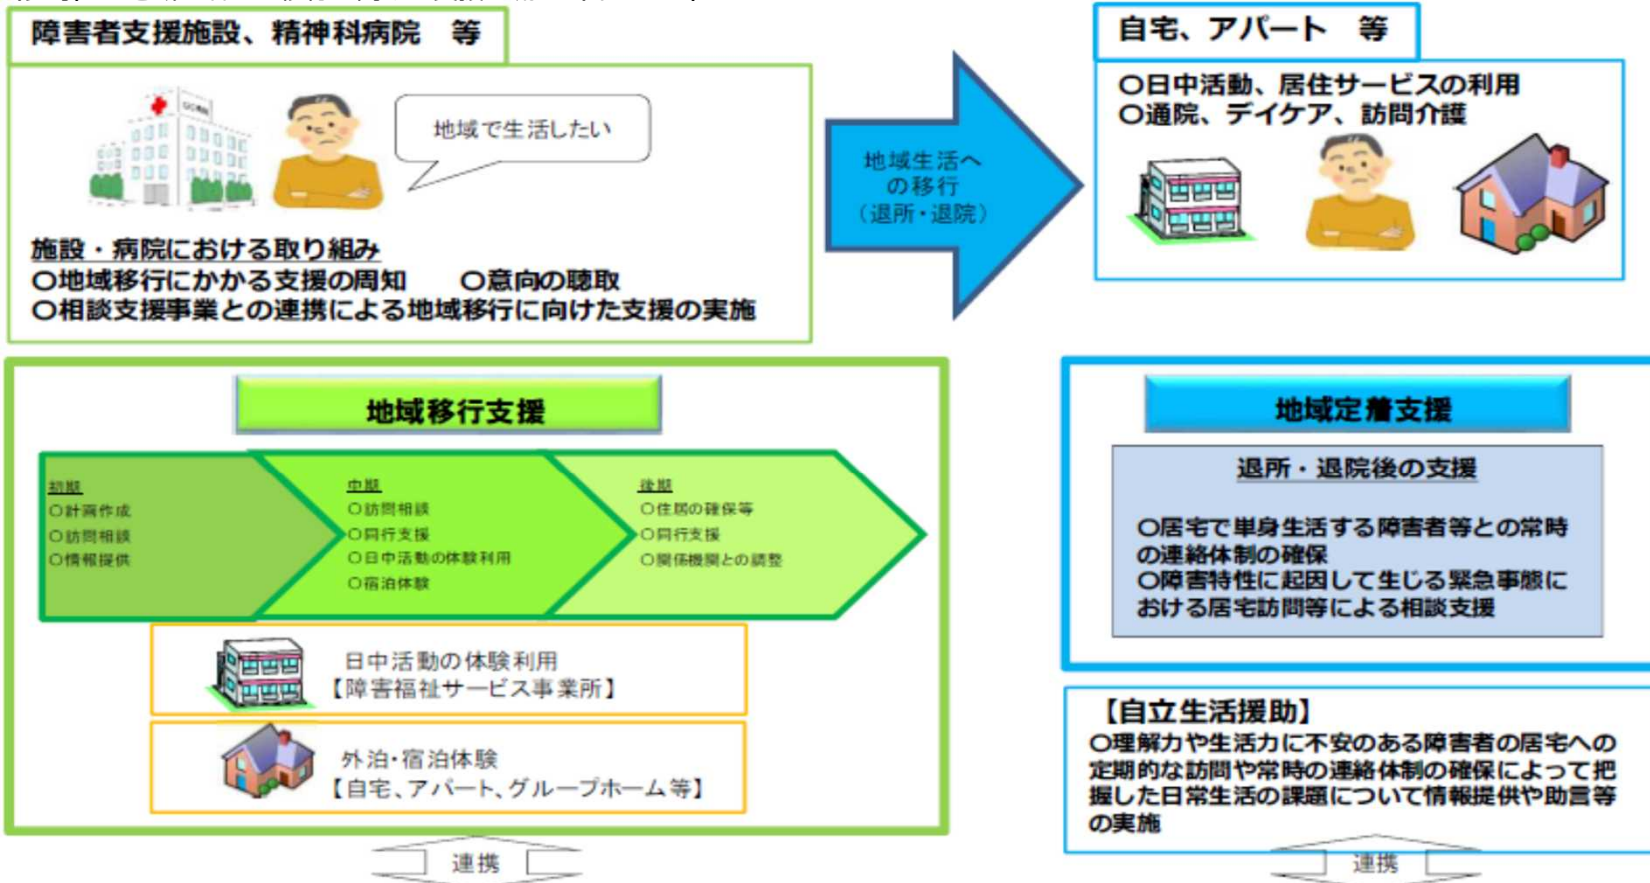 障害者支援施設、精神科病院　等
地域で生活したい
施設・病院における取り組み
〇地域移行にかかる支援の周知　　〇意向の聴取
〇相談支援事業との連携による地域移行に向けた支援の実施
地域生活へ
の移行
（退所・退院）
自宅、アパート　等
〇日中活動、居住サービスの利用
〇通院、デイケア、訪問介護
地域移行支援
初期
〇計画作成
〇訪問相談
〇情報提供
中期
〇訪問相談
〇同行支援
〇日中活動の体験利用
〇宿泊体験
後期
〇住居の確保等
〇同行支援
〇関係機関との調整
日中活動の体験利用
【障害福祉サービス事業所】
外泊・宿泊体験
【自宅、アパート、グループホーム等】
連携
地域定着支援
退所・退院後の支援
〇居宅で単身生活する障害者等との常時
の連絡体制の確保
〇障害特性に起因して生じる緊急事態に
おける居宅訪問等による相談支援
【自立生活援助】
〇理解力や生活力に不安のある障害者の居宅への
定期的な訪問や常時の連絡体制の確保によって把
握した日常生活の課題について情報提供や助言等
の実施
連携